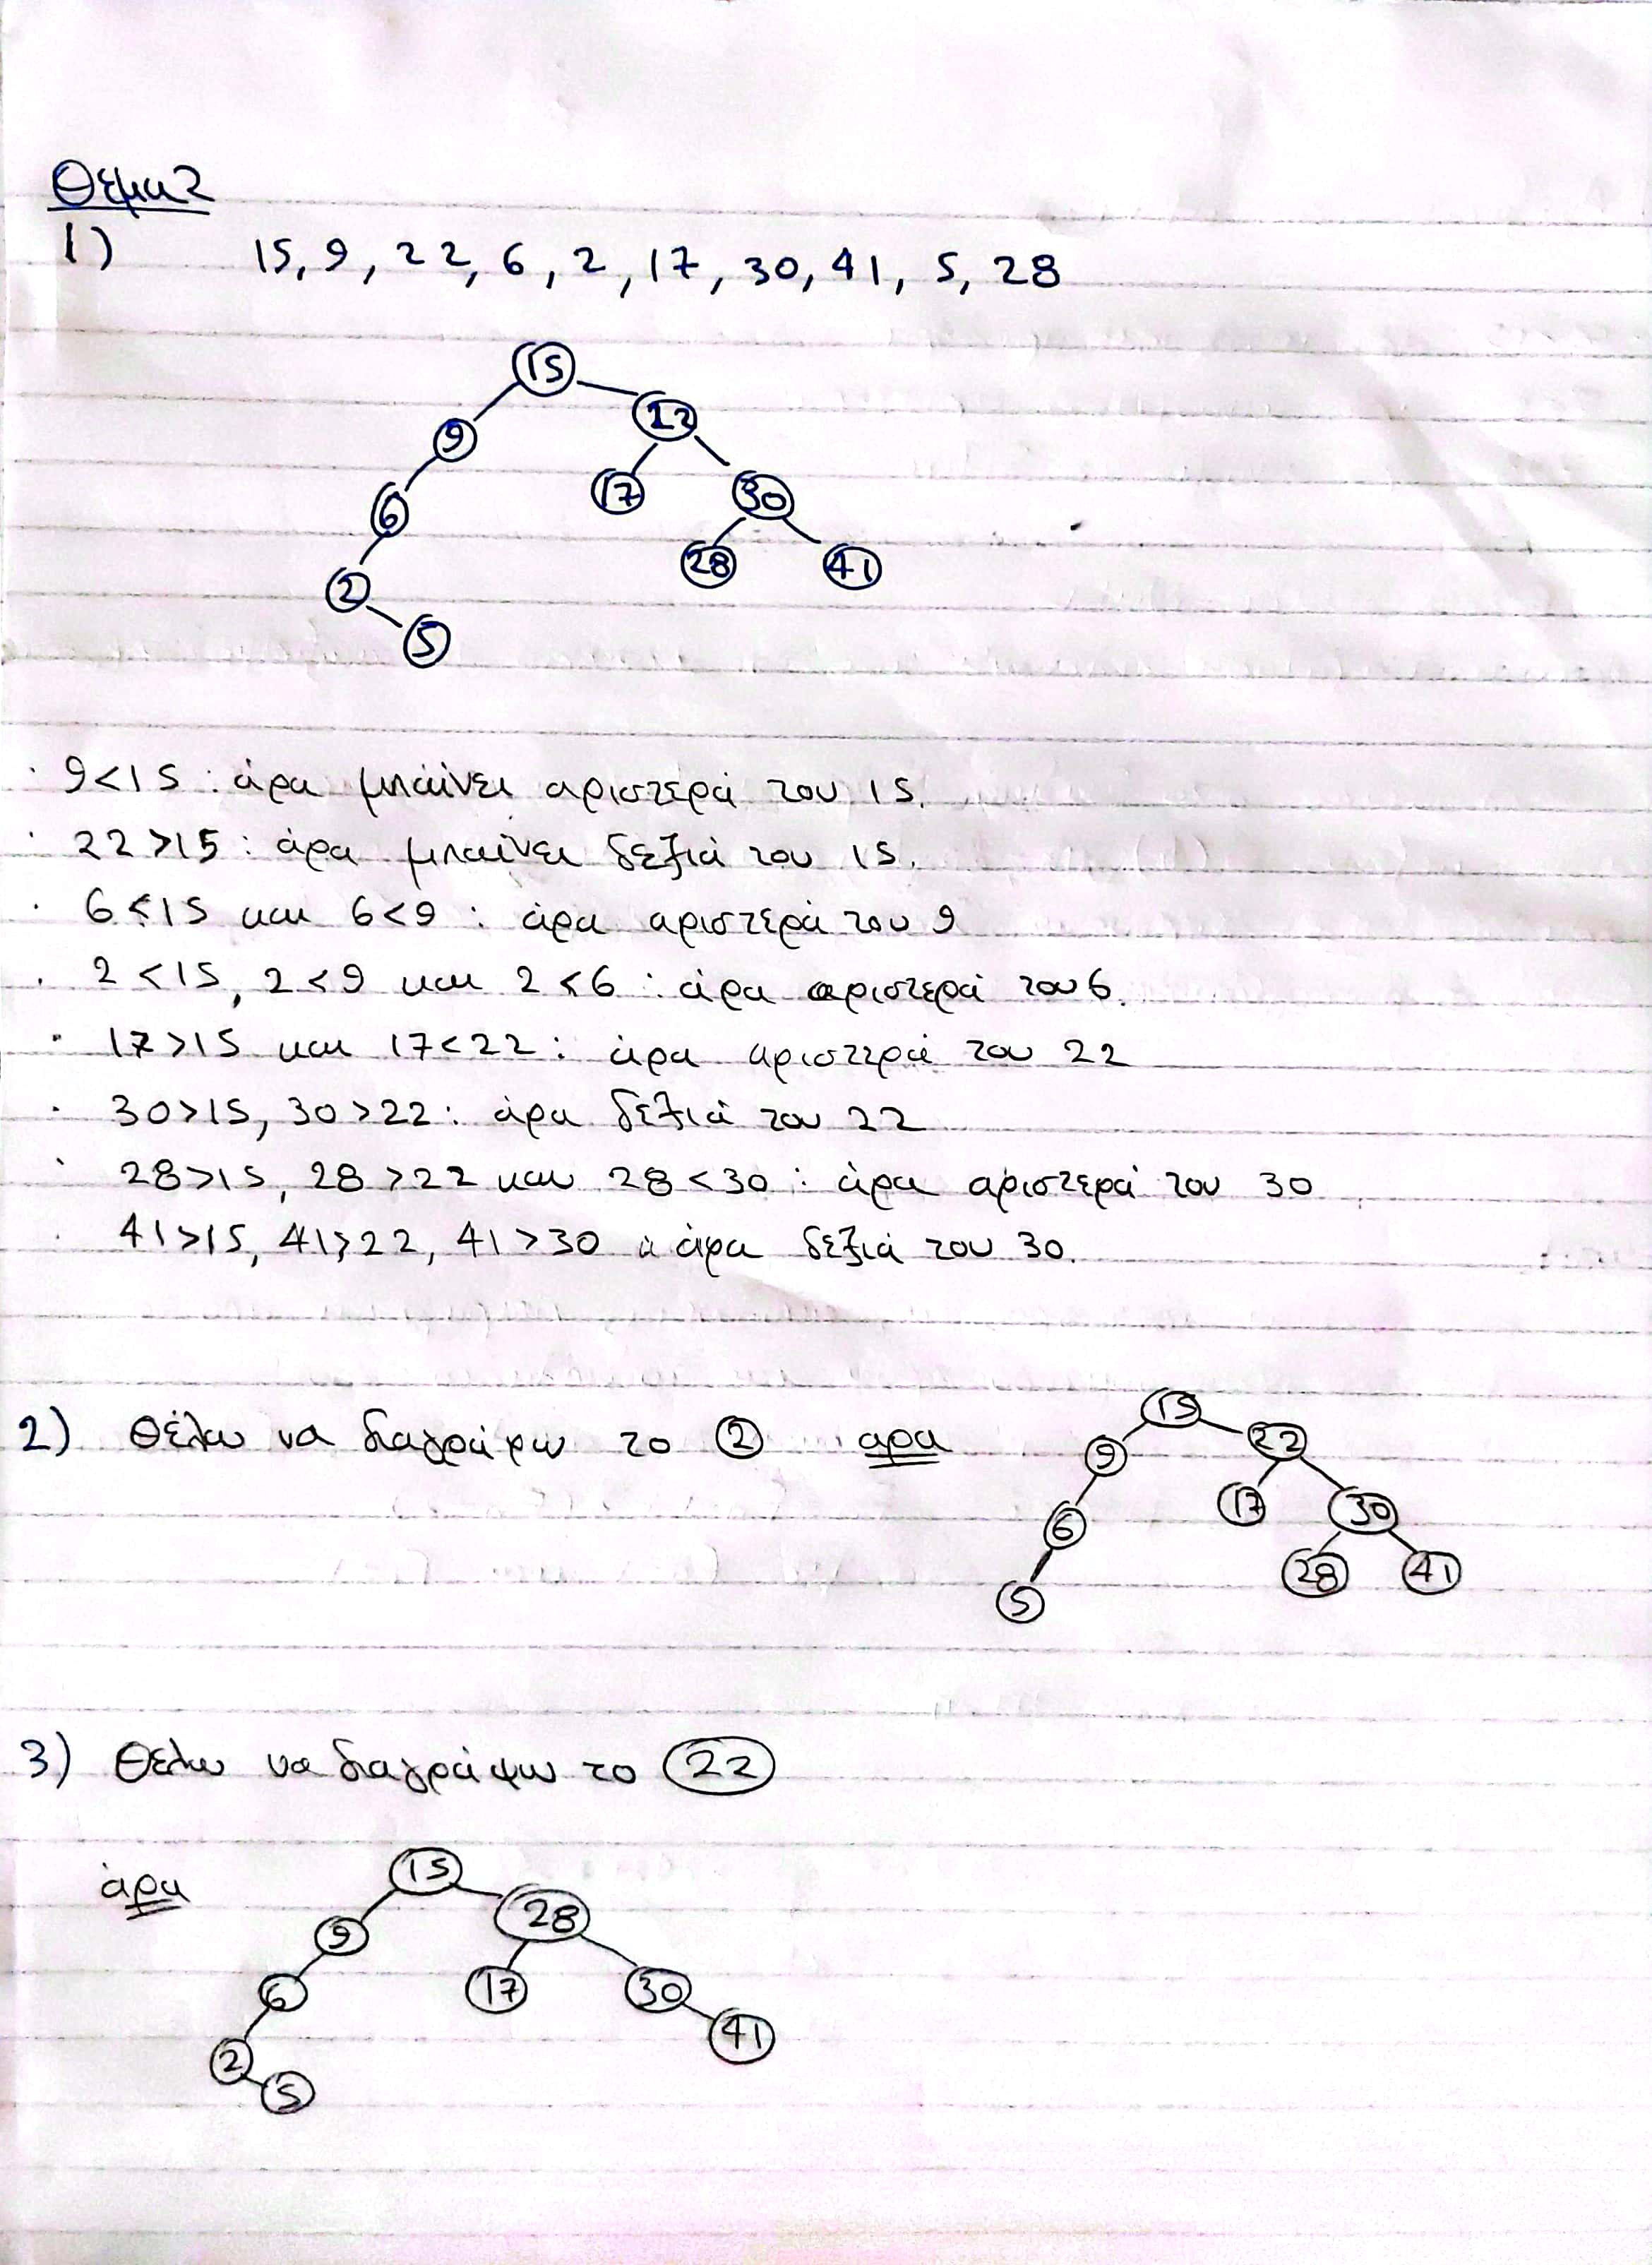 Θέμα 2
1) 15, 9, 22, 6, 2, 17, 30, 41, 5, 28
15
22
9
17 30
6
28 41
2
5
· 9<15 : άρα μπαίνει αριστερά του 15.
· 22>15 : άρα μπαίνει δεξιά του 15.
· 6<15 και 6<9 : άρα αριστερά του 9
· 2<15, 2<9 και 2<6 : άρα αριστερά του 6.
· 17>15 και 17<22 : άρα αριστερά του 22
· 30>15, 30>22 : άρα δεξιά του 22
· 28>15, 28>22 και 28<30 : άρα αριστερά του 30
· 41>15, 41>22, 41>30 : άρα δεξιά του 30.
2) Θέλω να διαγράψω το 2 αρα
15
9 22
17 30
6
28 41
5
3) Θέλω να διαγράψω το 22
άρα
15
28
9
6 17 30
41
2
5